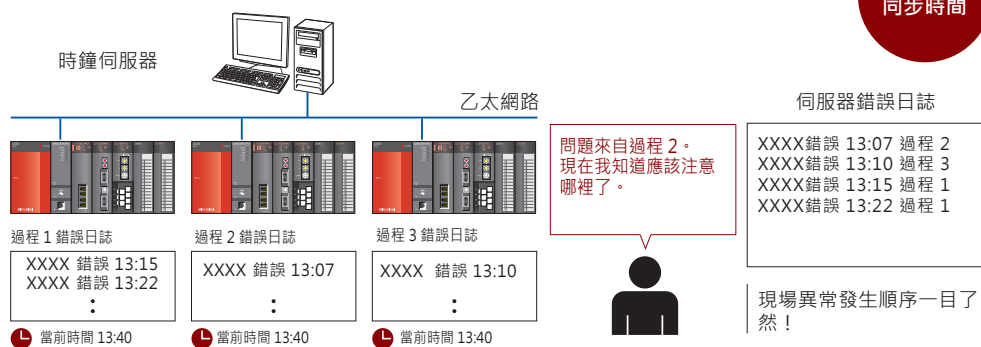 同步時間
時鐘伺服器
乙太網路
過程 1 錯誤日誌
XXXX 錯誤 13:15
XXXX 錯誤 13:22
:
當前時間 13:40
過程 2 錯誤日誌
XXXX 錯誤 13:07
:
當前時間 13:40
過程 3 錯誤日誌
XXXX 錯誤 13:10
:
當前時間 13:40
問題來自過程 2。
現在我知道應該注意
哪裡了。
伺服器錯誤日誌
XXXX錯誤 13:07 過程 2
XXXX錯誤 13:10 過程 3
XXXX錯誤 13:15 過程 1
XXXX錯誤 13:22 過程 1
現場異常發生順序一目了
然！